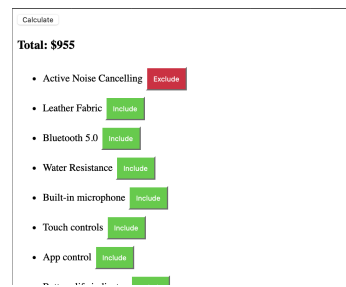 Calculate
Total: $955
Active Noise Cancelling Exclude
Leather Fabric Include
Bluetooth 5.0 Include
Water Resistance Include
Built-in microphone Include
Touch controls Include
App control Include